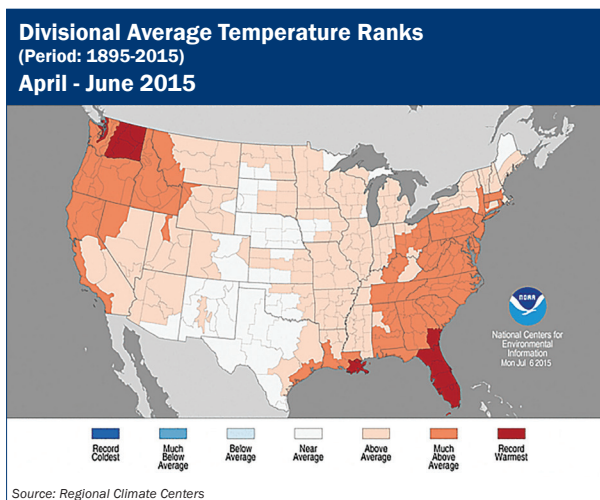 Divisional Average Temperature Ranks
(Period: 1895-2015)
April - June 2015
NOAA
National Centers for
Environmental
Information
Mon Jul 6 2015
Record
Coldest
Much
Below
Average
Below
Average
Near
Average
Above
Average
Much
Above
Average
Record
Warmest
Source: Regional Climate Centers